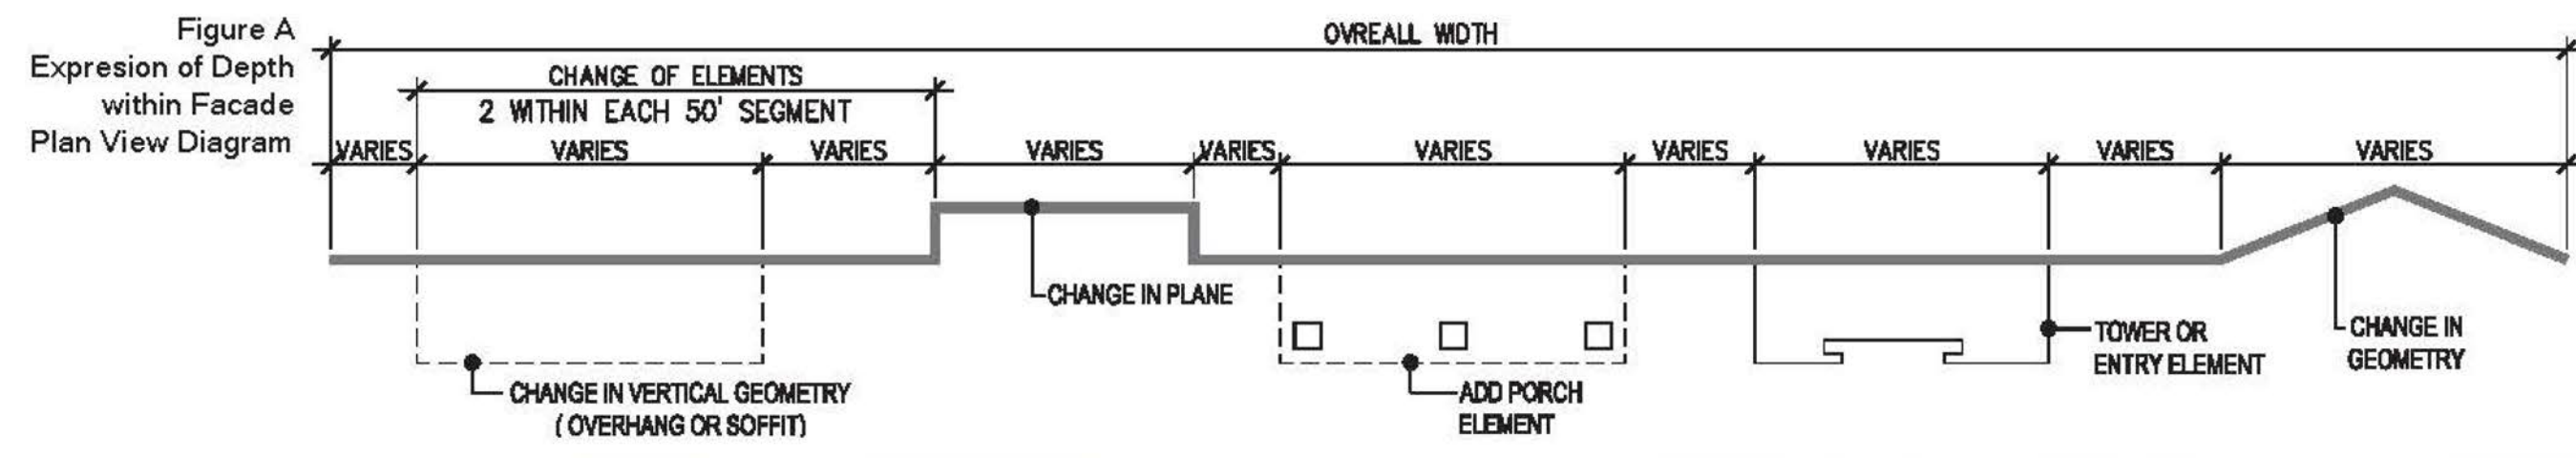 Figure A
Expresion of Depth
within Facade
Plan View Diagram
OVREALL WIDTH
CHANGE OF ELEMENTS
2 WITHIN EACH 50' SEGMENT
VARIES
VARIES
VARIES
VARIES
VARIES
VARIES
VARIES
VARIES
VARIES
VARIES
CHANGE IN PLANE
CHANGE IN VERTICAL GEOMETRY
( OVERHANG OR SOFFIT)
ADD PORCH
ELEMENT
TOWER OR
ENTRY ELEMENT
CHANGE IN
GEOMETRY